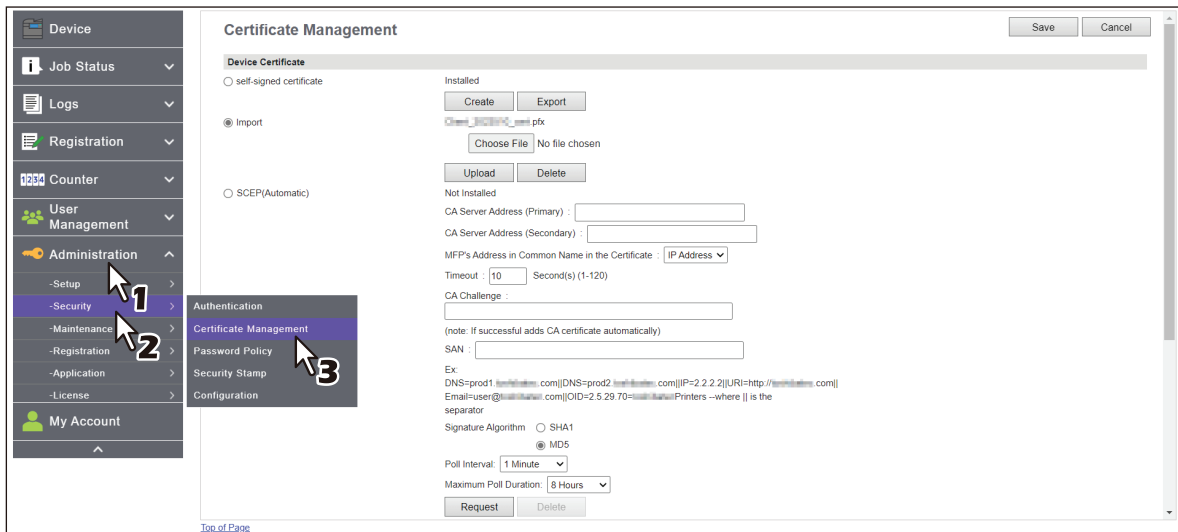 Device
Job Status
Logs
Registration
1234 Counter
User
Management
Administration
-Setup
-Security
-Maintenance
-Registration
-Application
-License
My Account
1
2
3
Authentication
Certificate Management
Password Policy
Security Stamp
Configuration
Certificate Management
Save Cancel
Device Certificate
self-signed certificate Installed
Create Export
Import .pfx
Choose File No file chosen
Upload Delete
SCEP(Automatic) Not Installed
CA Server Address (Primary) :
CA Server Address (Secondary) :
MFP's Address in Common Name in the Certificate : IP Address
Timeout : 10 Second(s) (1-120)
CA Challenge :
(note: If successful adds CA certificate automatically)
SAN :
Ex:
DNS=prod1. .com||DNS=prod2. .com||IP=2.2.2.2||URI=http:// .com||
Email=user@ .com||OID=2.5.29.70= Printers --where || is the
separator
Signature Algorithm SHA1
MD5
Poll Interval: 1 Minute
Maximum Poll Duration: 8 Hours
Request Delete
Top of Page